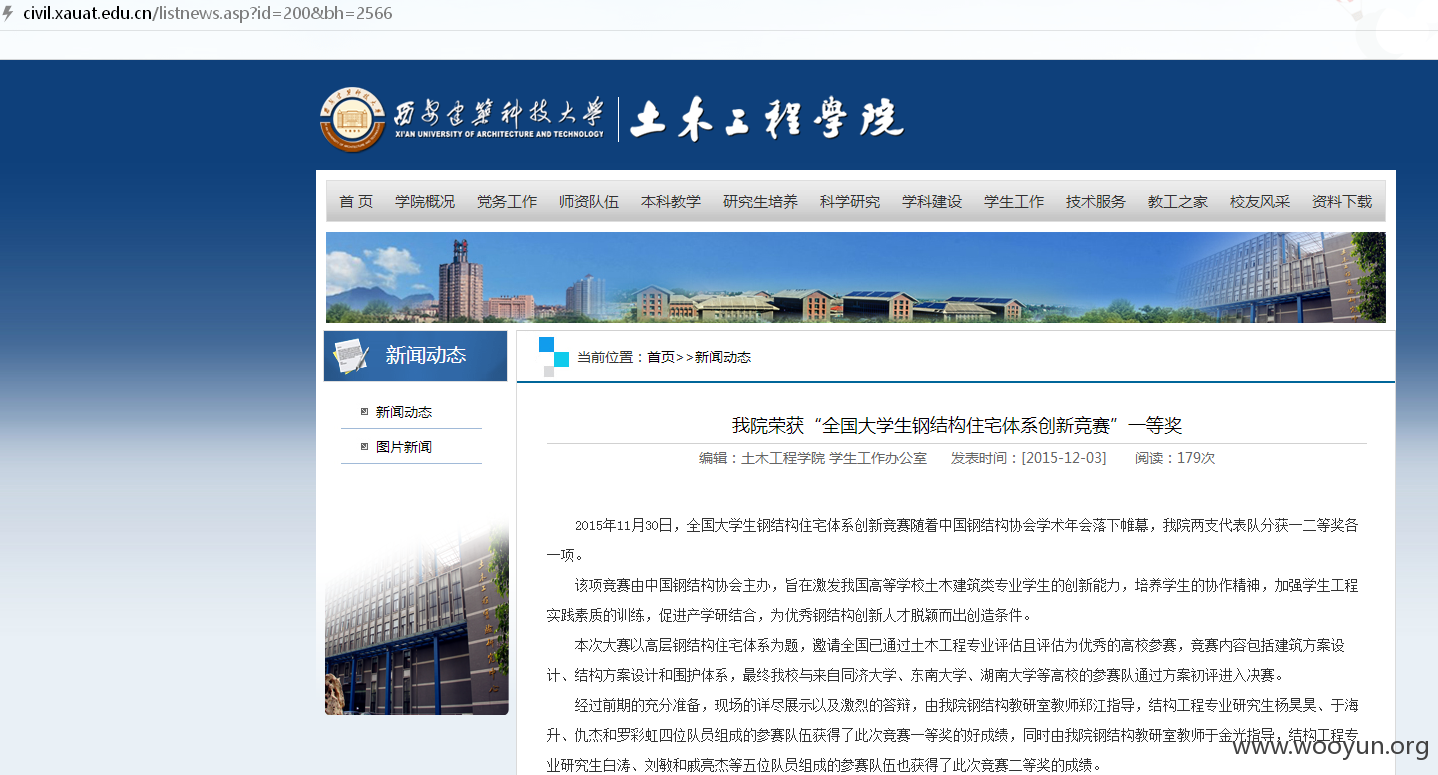 civil.xauat.edu.cn/listnews.asp?id=200&bh=2566
西安建筑科技大学
XI'AN UNIVERSITY OF ARCHITECTURE AND TECHNOLOGY
土木工程学院
首 页 学院概况 党务工作 师资队伍 本科教学 研究生培养 科学研究 学科建设 学生工作 技术服务 教工之家 校友风采 资料下载
新闻动态
新闻动态
图片新闻
当前位置：首页>>新闻动态
我院荣获“全国大学生钢结构住宅体系创新竞赛”一等奖
编辑：土木工程学院 学生工作办公室 发表时间：[2015-12-03] 阅读：179次
2015年11月30日，全国大学生钢结构住宅体系创新竞赛随着中国钢结构协会学术年会落下帷幕，我院两支代表队分获一二等奖各
一项。
该项竞赛由中国钢结构协会主办，旨在激发我国高等学校土木建筑类专业学生的创新能力，培养学生的协作精神，加强学生工程
实践素质的训练，促进产学研结合，为优秀钢结构创新人才脱颖而出创造条件。
本次大赛以高层钢结构住宅体系为题，邀请全国已通过土木工程专业评估且评估为优秀的高校参赛，竞赛内容包括建筑方案设
计、结构方案设计和围护体系，最终我校与来自同济大学、东南大学、湖南大学等高校的参赛队通过方案初评进入决赛。
经过前期的充分准备，现场的详尽展示以及激烈的答辩，由我院钢结构教研室教师郑江指导，结构工程专业研究生杨昊昊、于海
升、仇杰和罗彩虹四位队员组成的参赛队伍获得了此次竞赛一等奖的好成绩，同时由我院钢结构教研室教师于金光指导，结构工程专
业研究生白涛、刘敏和戚亮杰等五位队员组成的参赛队伍也获得了此次竞赛二等奖的成绩。
www.wooyun.org